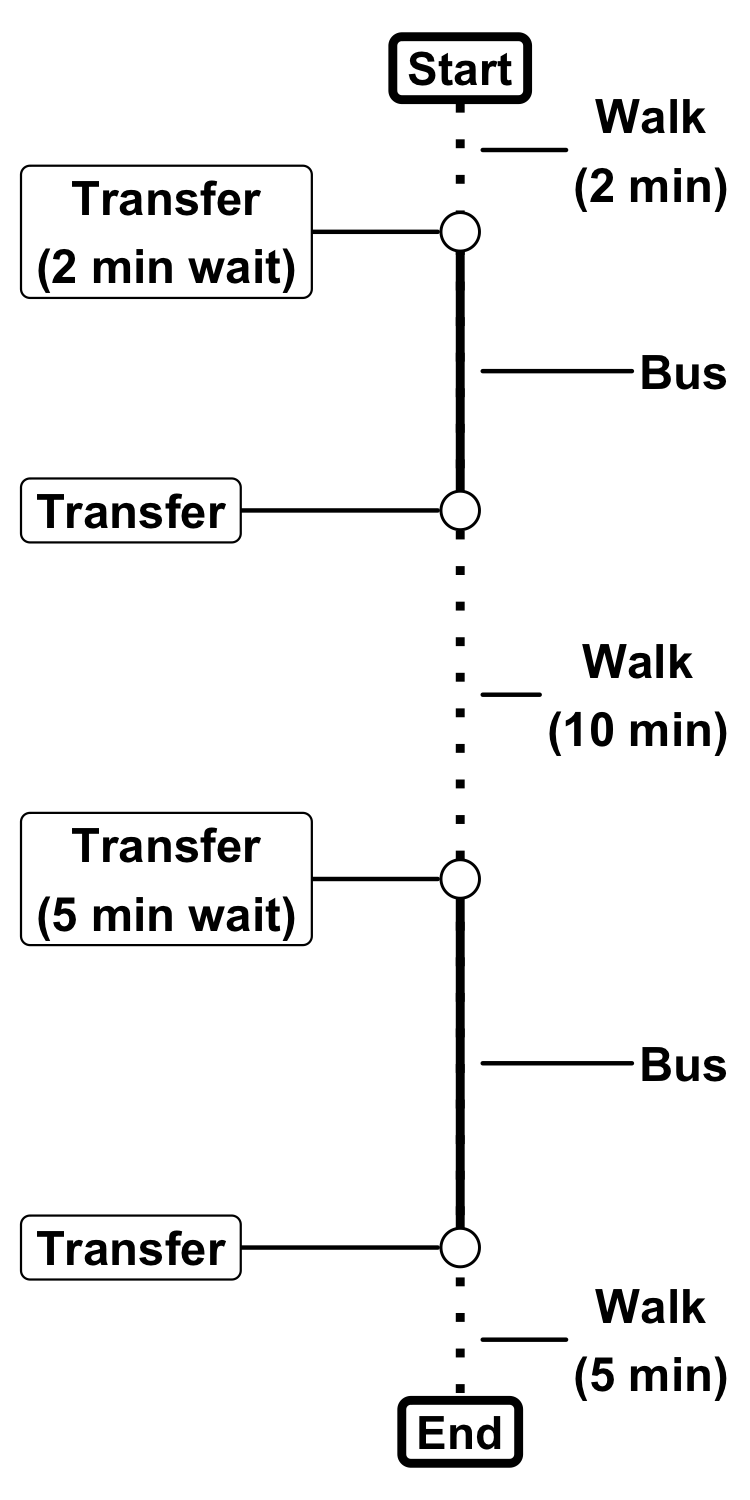 Start
Walk
(2 min)
Transfer
(2 min wait)
Bus
Transfer
Walk
(10 min)
Transfer
(5 min wait)
Bus
Transfer
Walk
(5 min)
End